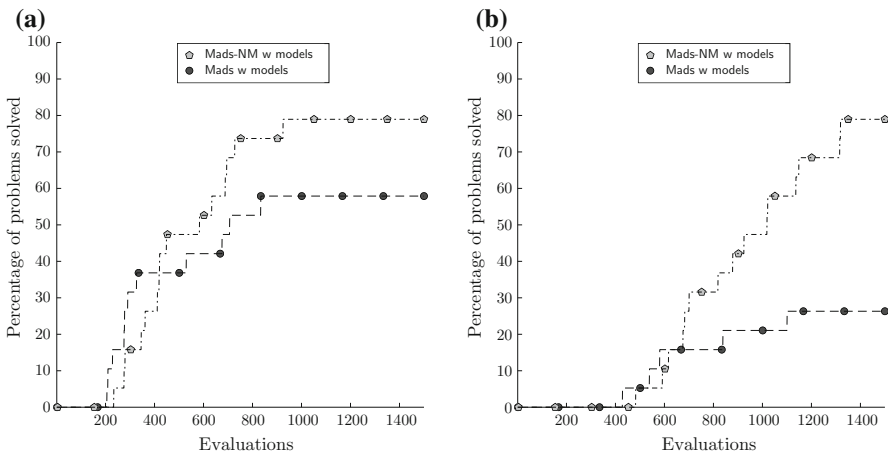 (a)
100
90
80
70
60
50
40
30
20
10
0
200 400 600 800 1000 1200 1400
Evaluations
Percentage of problems solved
Mads-NM w models
Mads w models
(b)
100
90
80
70
60
50
40
30
20
10
0
200 400 600 800 1000 1200 1400
Evaluations
Percentage of problems solved
Mads-NM w models
Mads w models